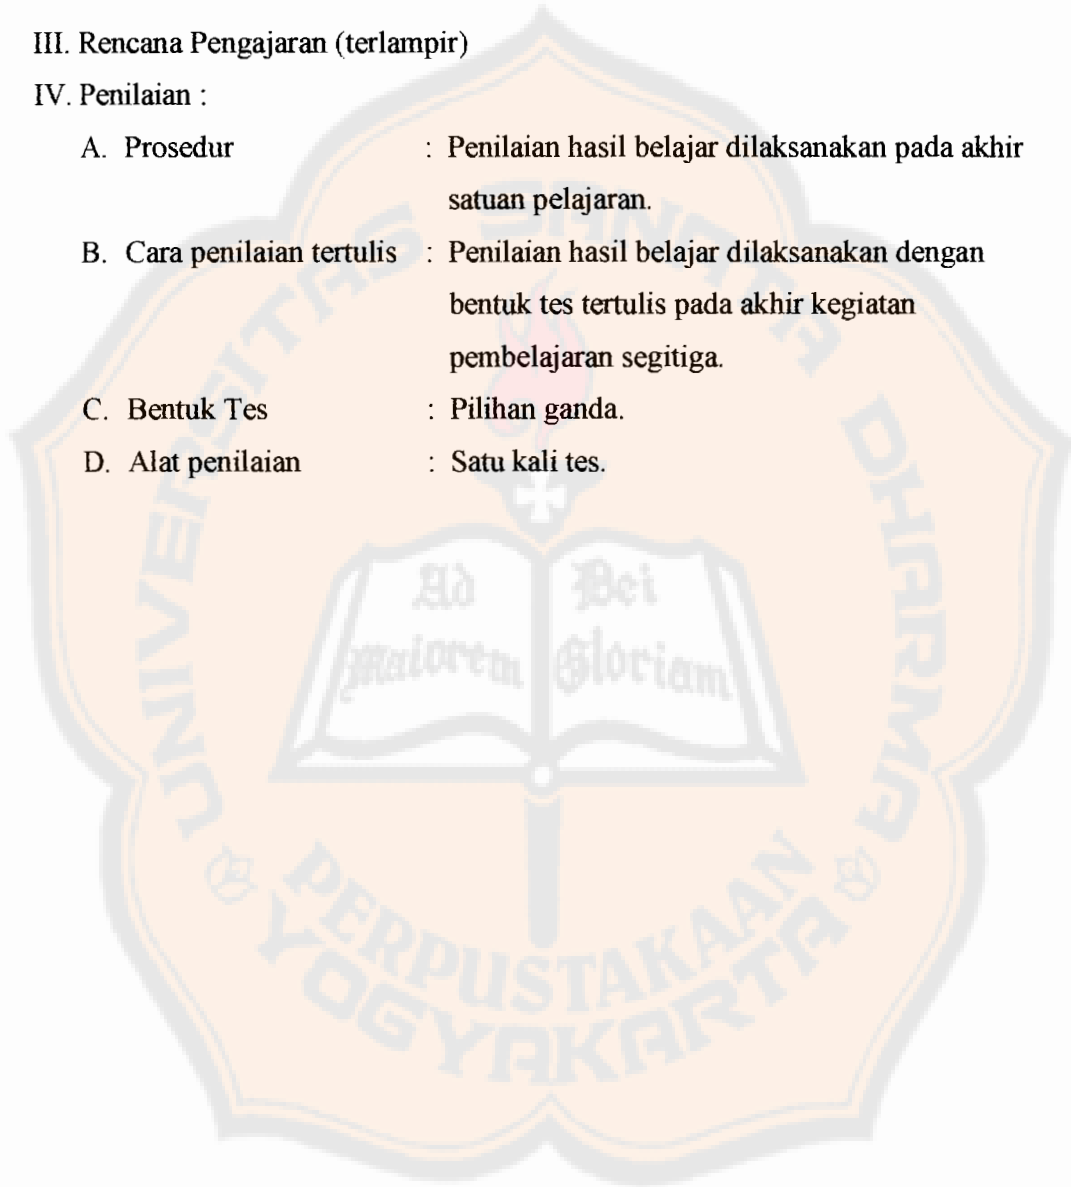 III. Rencana Pengajaran (terlampir)
IV. Penilaian :
A. Prosedur : Penilaian hasil belajar dilaksanakan pada akhir
satuan pelajaran.
B. Cara penilaian tertulis : Penilaian hasil belajar dilaksanakan dengan
bentuk tes tertulis pada akhir kegiatan
pembelajaran segitiga.
C. Bentuk Tes : Pilihan ganda.
D. Alat penilaian : Satu kali tes.
UNIVERSITAS SANATA DHARMA
Ad Dei
maiorem Gloriam
PERPUSTAKAAN
YOGYAKARTA